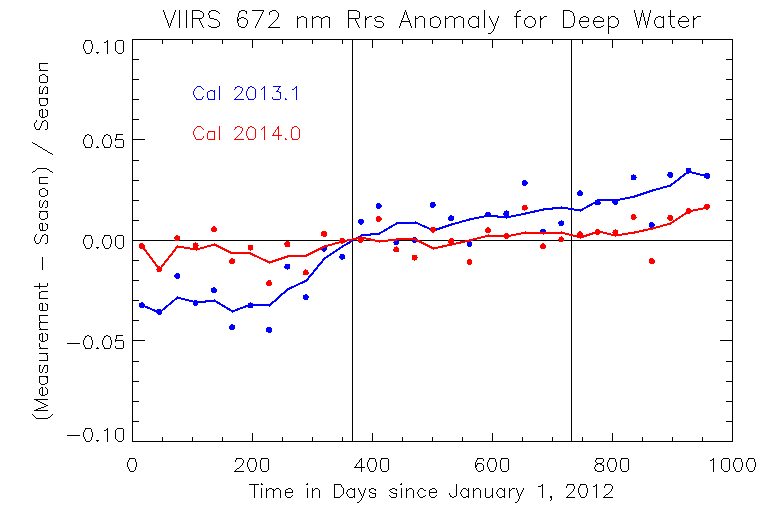 VIIRS 672 nm Rrs Anomaly for Deep Water
(Measurement − Season) / Season
0.10
0.05
0.00
−0.05
−0.10
Cal 2013.1
Cal 2014.0
0 200 400 600 800 1000
Time in Days since January 1, 2012